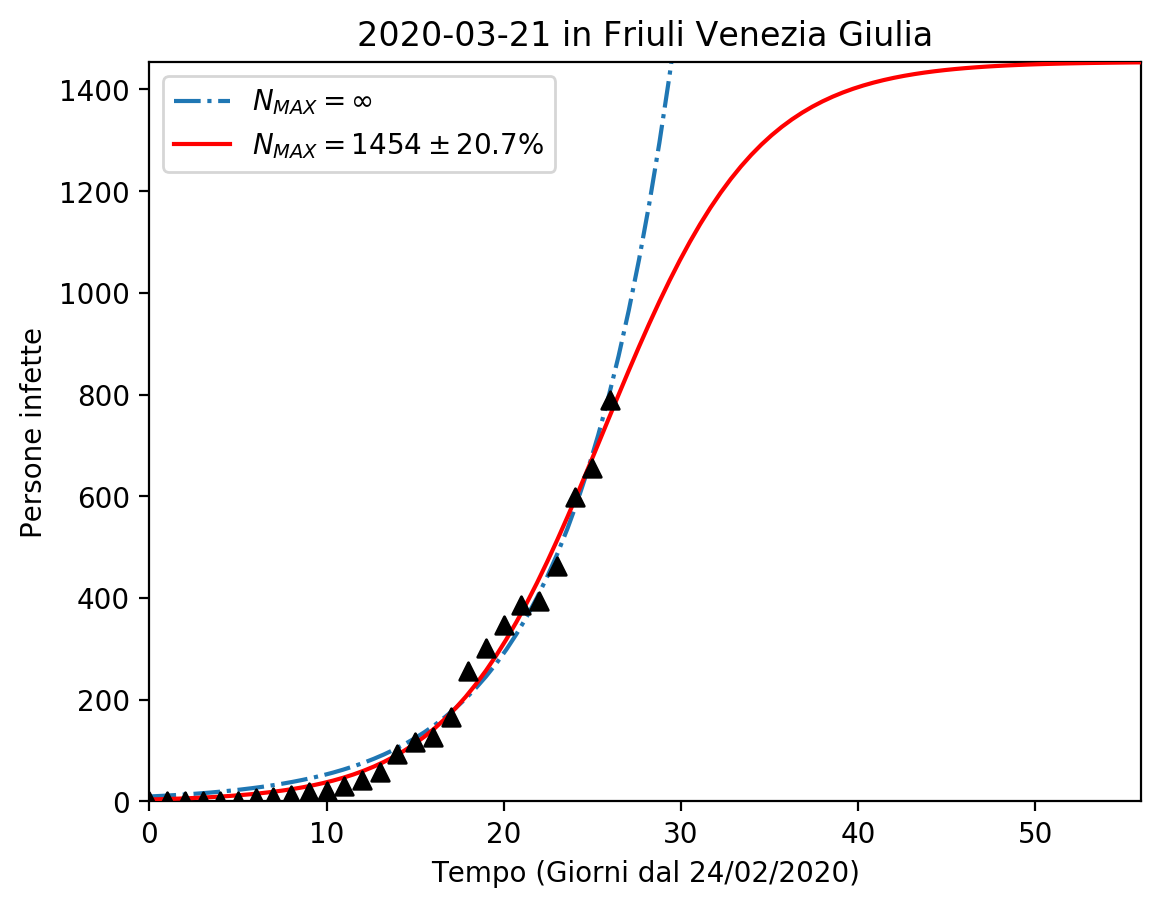 2020-03-21 in Friuli Venezia Giulia
N_MAX = ∞
N_MAX = 1454 ± 20.7%
1400
1200
1000
800
600
400
200
0
Persone infette
0 10 20 30 40 50
Tempo (Giorni dal 24/02/2020)